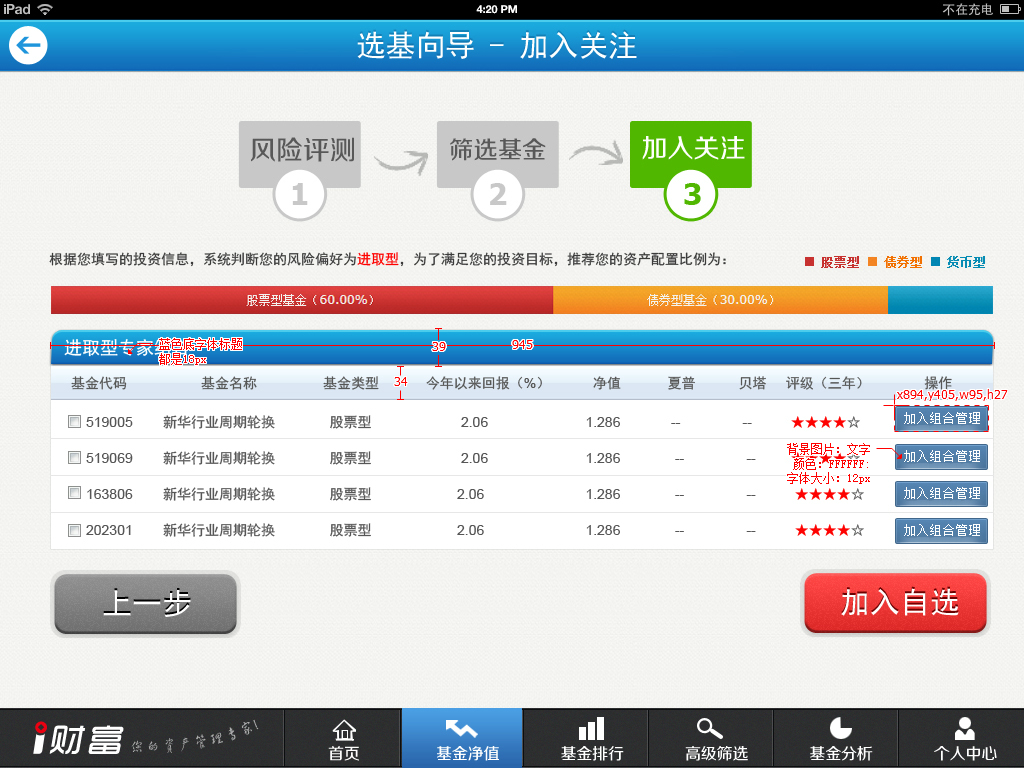 iPad 4:20 PM 不在充电
选基向导 - 加入关注
风险评测 筛选基金 加入关注
1 2 3
根据您填写的投资信息，系统判断您的风险偏好为进取型，为了满足您的投资目标，推荐您的资产配置比例为：
股票型 债券型 货币型
股票型基金（60.00%） 债券型基金（30.00%）
进取型专家
蓝色底字体标题
都是18px
39 945
基金代码 基金名称 基金类型 34 今年以来回报（%） 净值 夏普 贝塔 评级（三年） 操作
x894,y405,w95,h27
519005 新华行业周期轮换 股票型 2.06 1.286 -- -- ★★★★☆ 加入组合管理
519069 新华行业周期轮换 股票型 2.06 1.286 -- -- 加入组合管理
背景图片；文字
颜色：FFFFFF；
字体大小：12px
163806 新华行业周期轮换 股票型 2.06 1.286 -- -- ★★★★☆ 加入组合管理
202301 新华行业周期轮换 股票型 2.06 1.286 -- -- ★★★★☆ 加入组合管理
上一步 加入自选
i财富 你的资产管理专家!
首页 基金净值 基金排行 高级筛选 基金分析 个人中心